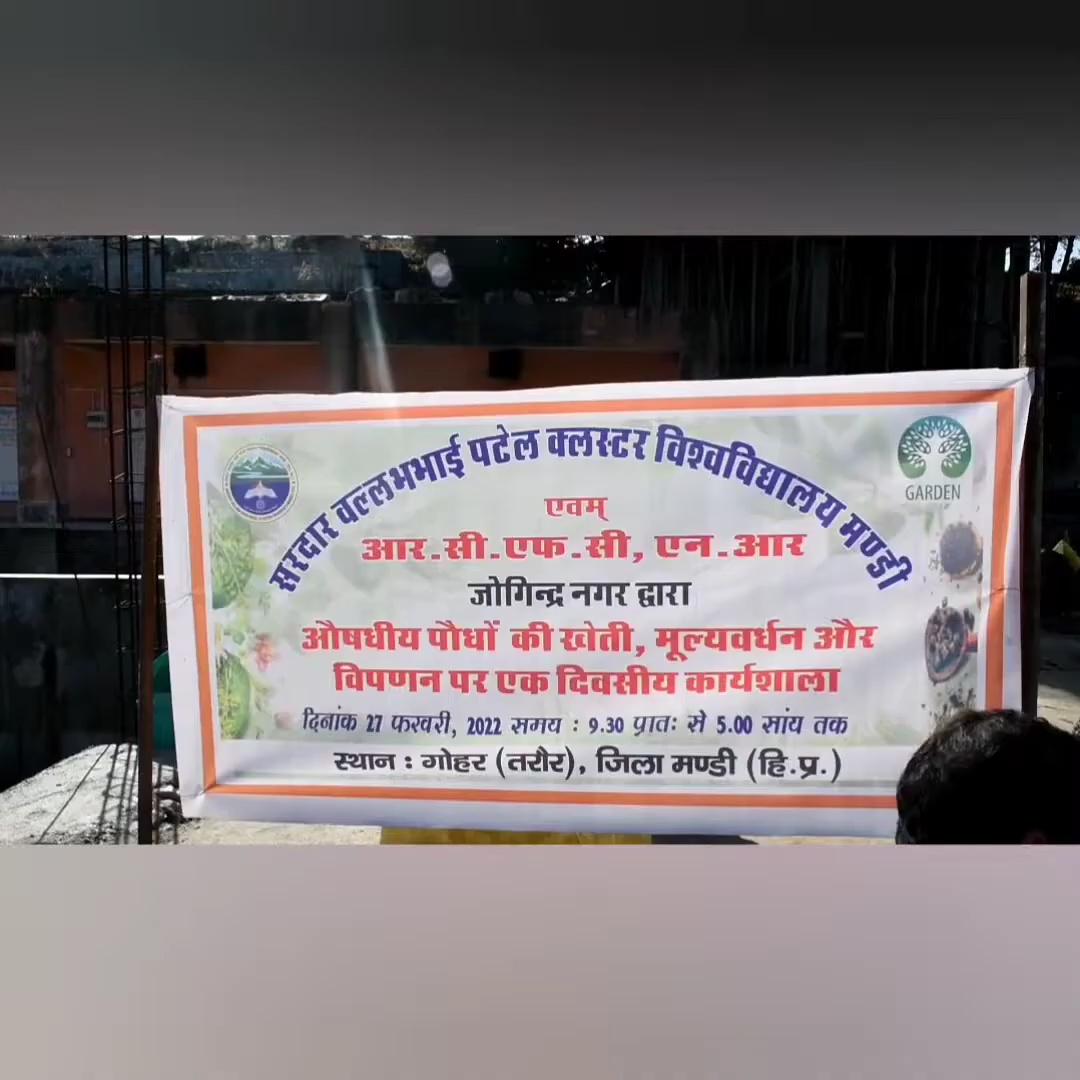 सरदार वल्लभभाई पटेल क्लस्टर विश्वविद्यालय मण्डी
GARDEN
एवम्
आर.सी.एफ.सी, एन.आर
जोगिन्द्र नगर द्वारा
औषधीय पौधों की खेती, मूल्यवर्धन और
विपणन पर एक दिवसीय कार्यशाला
दिनांक 27 फरवरी, 2022 समय : 9.30 प्रातः से 5.00 सांय तक
स्थान : गोहर (तरौर), जिला मण्डी (हि.प्र.)